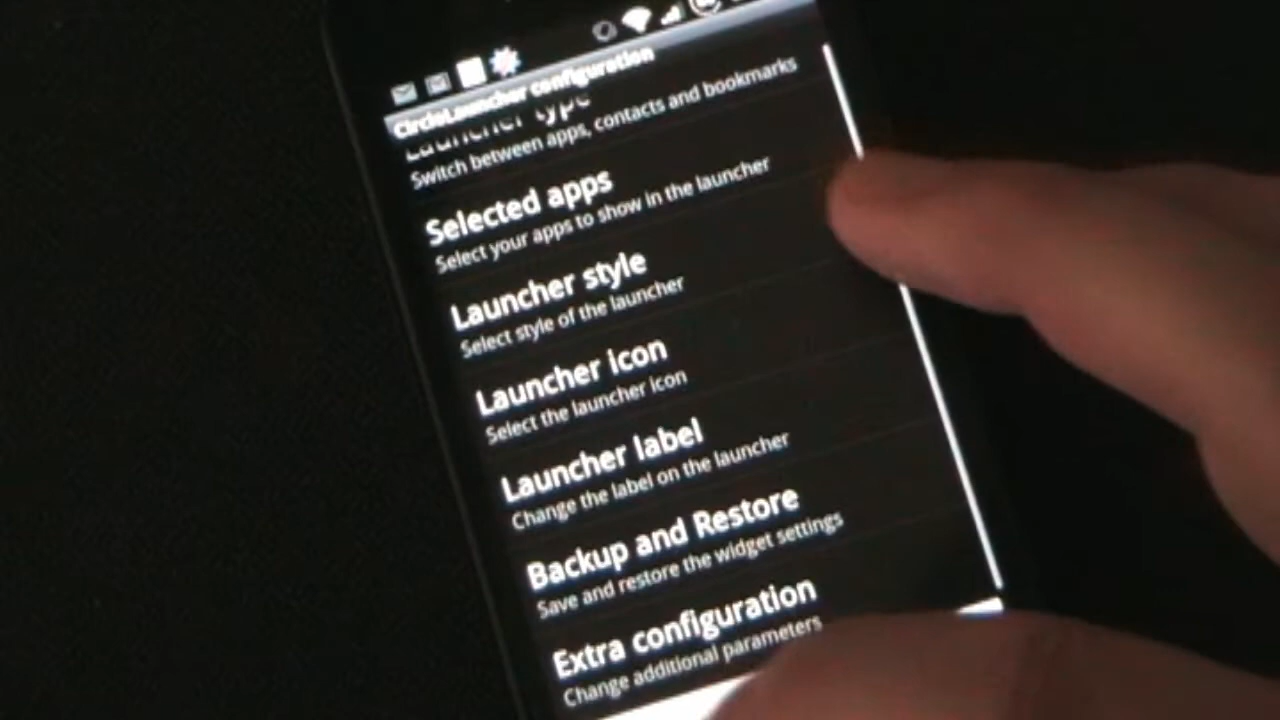 CircleLauncher configuration
Launcher type
Switch between apps, contacts and bookmarks
Selected apps
Select your apps to show in the launcher
Launcher style
Select style of the launcher
Launcher icon
Select the launcher icon
Launcher label
Change the label on the launcher
Backup and Restore
Save and restore the widget settings
Extra configuration
Change additional parameters